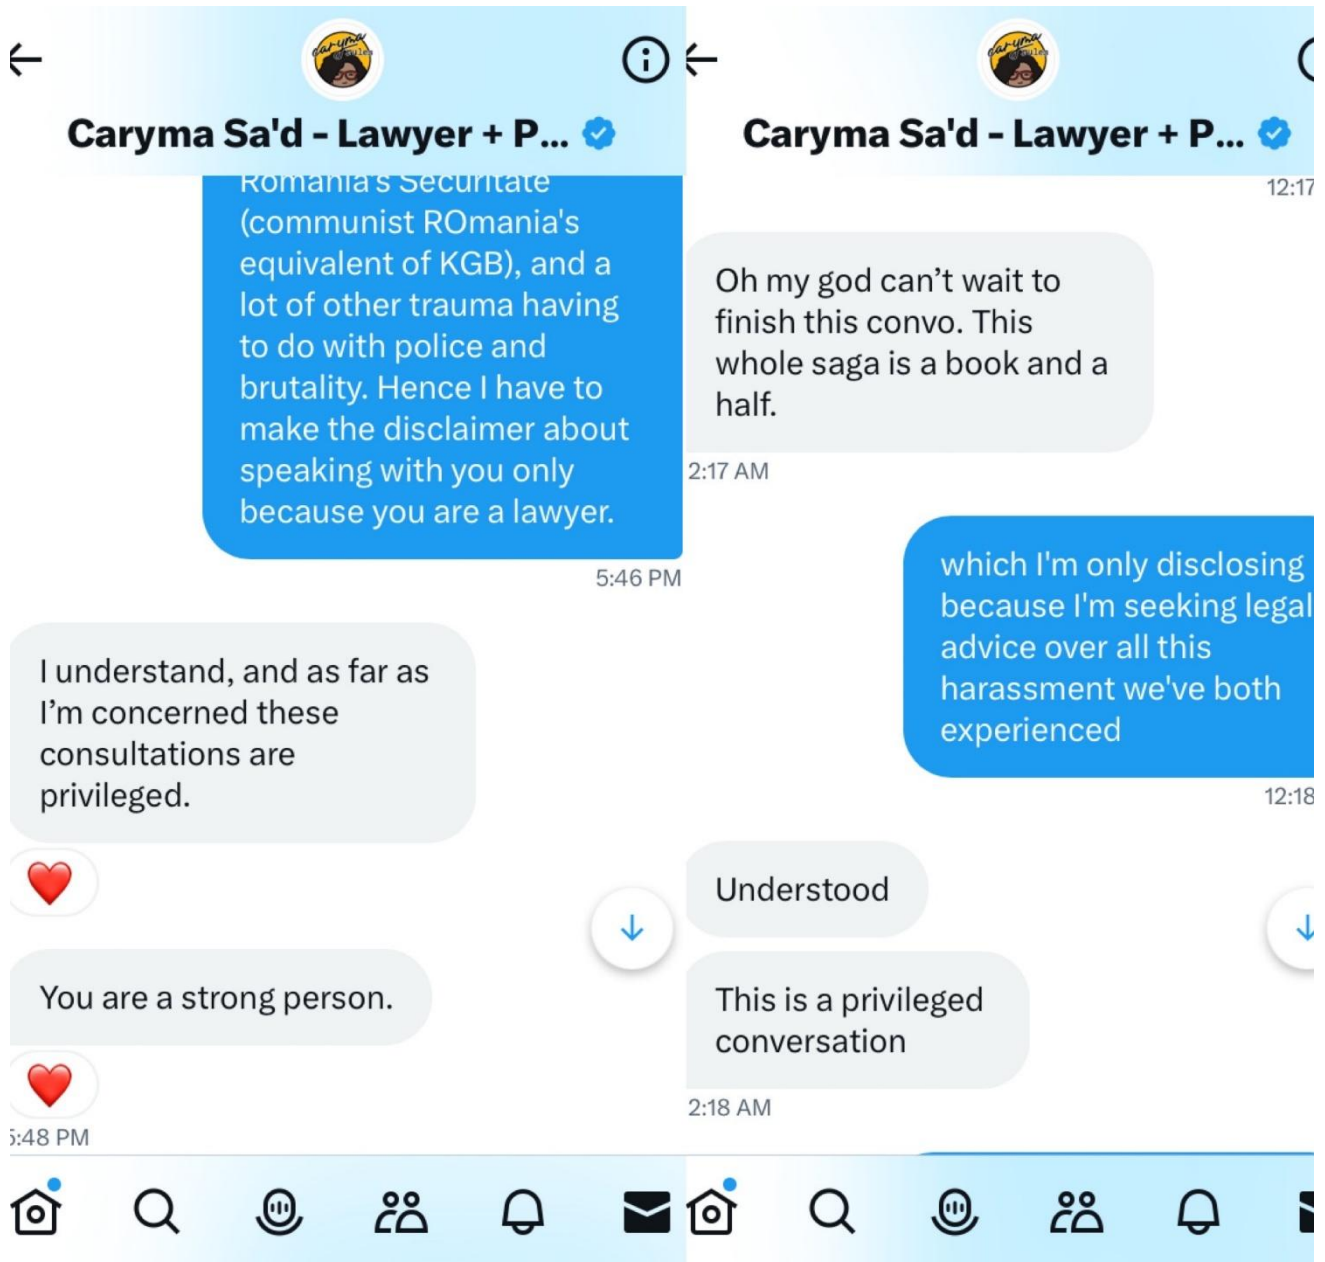 Caryma Sa'd - Lawyer + P...
Romania's Securitate
(communist ROmania's
equivalent of KGB), and a
lot of other trauma having
to do with police and
brutality. Hence I have to
make the disclaimer about
speaking with you only
because you are a lawyer.
5:46 PM
I understand, and as far as
I’m concerned these
consultations are
privileged.
You are a strong person.
5:48 PM
Caryma Sa'd - Lawyer + P...
12:17
Oh my god can’t wait to
finish this convo. This
whole saga is a book and a
half.
2:17 AM
which I'm only disclosing
because I'm seeking legal
advice over all this
harassment we've both
experienced
12:18
Understood
This is a privileged
conversation
2:18 AM